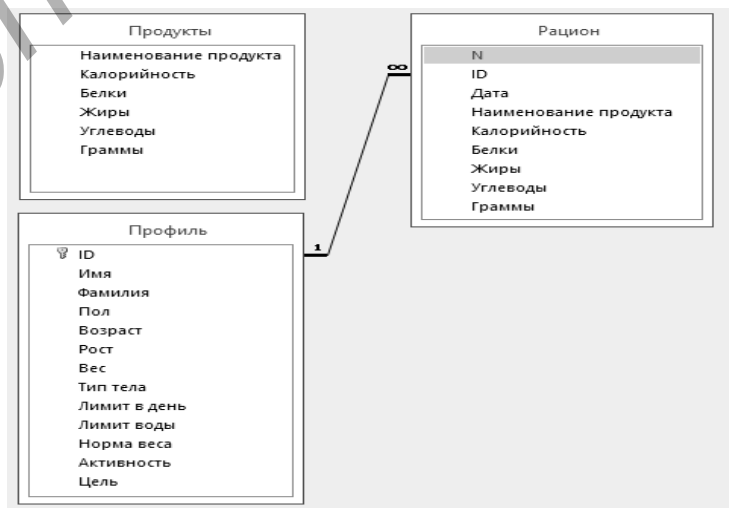 Продукты
Наименование продукта
Калорийность
Белки
Жиры
Углеводы
Граммы
Рацион
N
ID
Дата
Наименование продукта
Калорийность
Белки
Жиры
Углеводы
Граммы
∞
1
Профиль
ID
Имя
Фамилия
Пол
Возраст
Рост
Вес
Тип тела
Лимит в день
Лимит воды
Норма веса
Активность
Цель